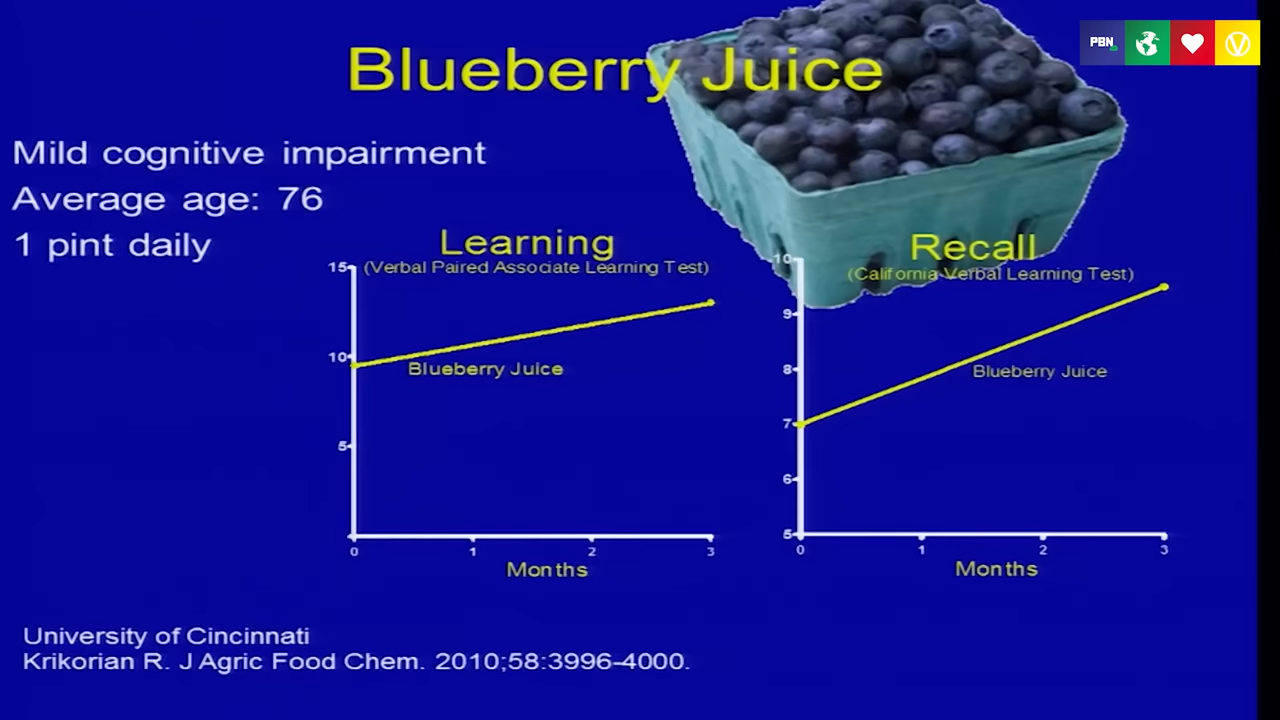 PBN
Blueberry Juice
Mild cognitive impairment
Average age: 76
1 pint daily
Learning
(Verbal Paired Associate Learning Test)
15
10
5
Blueberry Juice
0 1 2 3
Months
Recall
(California Verbal Learning Test)
10
9
8
7
6
5
Blueberry Juice
0 1 2 3
Months
University of Cincinnati
Krikorian R. J Agric Food Chem. 2010;58:3996-4000.